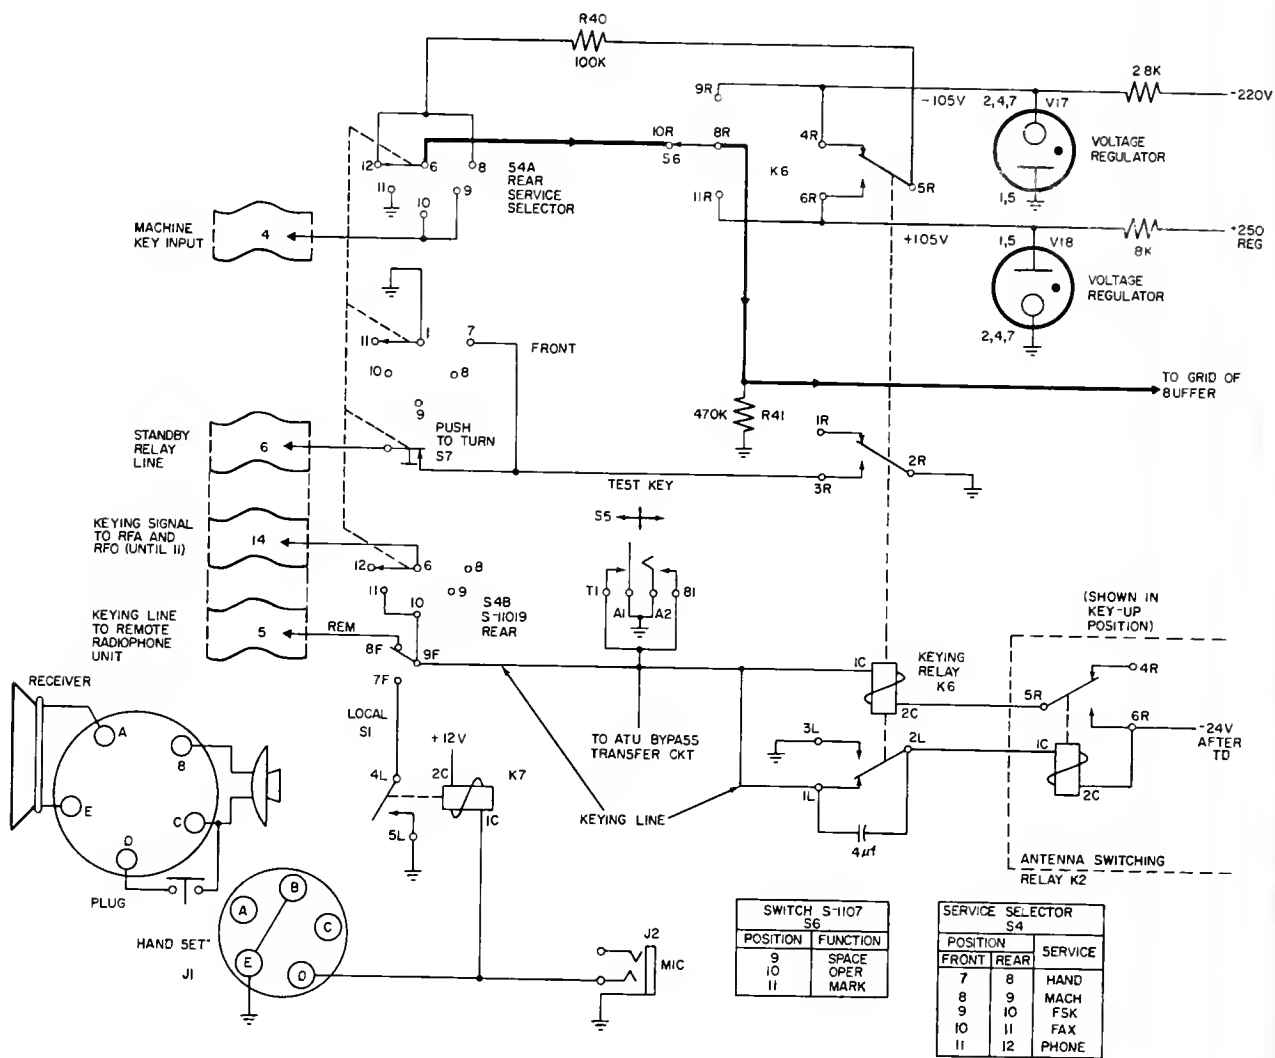 R40
100K
9R
-105V
2,4,7
V17
2 8K
-220V
4R
VOLTAGE
REGULATOR
10R
8R
S6
K6
5R
12
6
8
54A
REAR
SERVICE
SELECTOR
11
9
10
11R
6R
1,5
MACHINE
KEY INPUT
4
+105V
1,5
V18
8K
+250
REG
VOLTAGE
REGULATOR
2,4,7
11
1
7
FRONT
10
8
9
TO GRID OF
BUFFER
470K
R41
1R
STANDBY
RELAY
LINE
6
PUSH
TO TURN
S7
2R
TEST KEY
3R
KEYING SIGNAL
TO RFA AND
RFO (UNTIL 11)
14
S5
12
6
8
11
9
10
S4B
S-11019
REAR
T1
A1
A2
B1
(SHOWN IN
KEY-UP
POSITION)
KEYING LINE
TO REMOTE
RADIOPHONE
UNIT
5
REM
8F
9F
1C
KEYING
RELAY
K6
2C
4R
5R
6R
-24V
AFTER
TD
RECEIVER
7F
LOCAL
S1
TO ATU BYPASS
TRANSFER CKT
3L
2L
1C
2C
A
B
E
C
D
+12V
4L
2C
K7
1C
5L
KEYING LINE
1L
4µf
ANTENNA SWITCHING
RELAY K2
PLUG
B
A
C
E
D
HAND SET
J1
J2
MIC
SWITCH S-1107
S6
POSITION FUNCTION
9 SPACE
10 OPER
11 MARK
SERVICE SELECTOR
S4
POSITION
SERVICE
FRONT REAR
7 8 HAND
8 9 MACH
9 10 FSK
10 11 FAX
11 12 PHONE